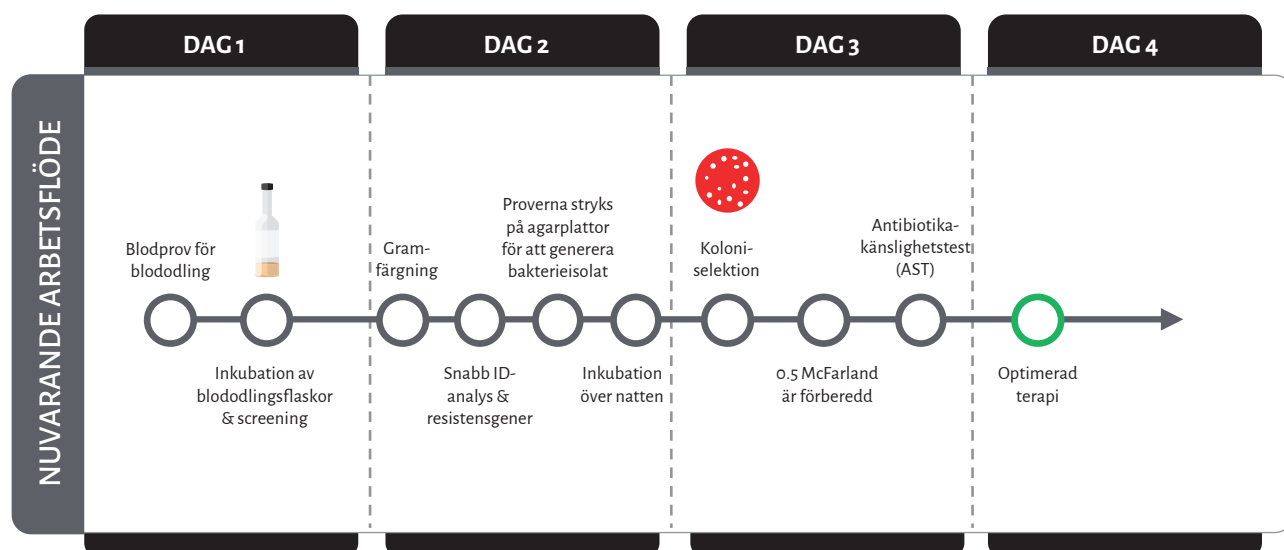 DAG 1
DAG 2
DAG 3
DAG 4
NUVARANDE ARBETSFLÖDE
Blodprov för
blododling
Inkubation av
blododlingsflaskor
& screening
Gram-
färgning
Snabb ID-
analys &
resistensgener
Proverna stryks
på agarplattor
för att generera
bakterieisolat
Inkubation
över natten
Koloni-
selektion
0.5 McFarland
är förberedd
Antibiotika-
känslighetstest
(AST)
Optimerad
terapi